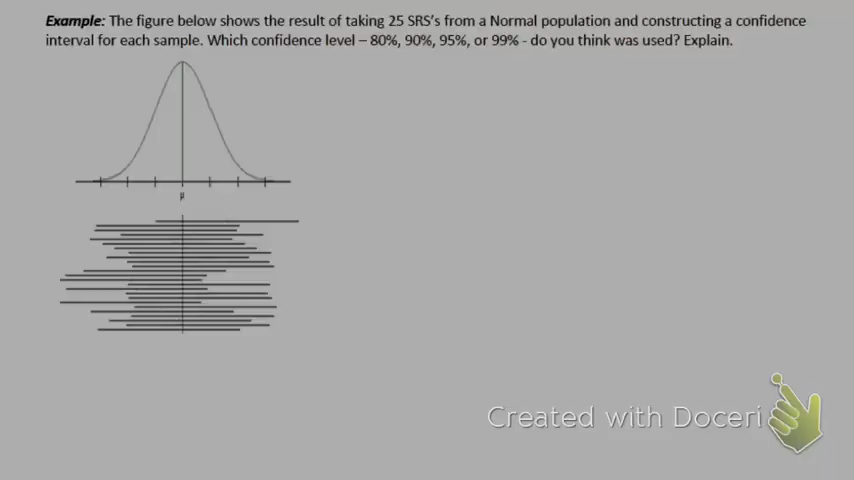 Example: The figure below shows the result of taking 25 SRS's from a Normal population and constructing a confidence
interval for each sample. Which confidence level – 80%, 90%, 95%, or 99% - do you think was used? Explain.
μ
Created with Doceri